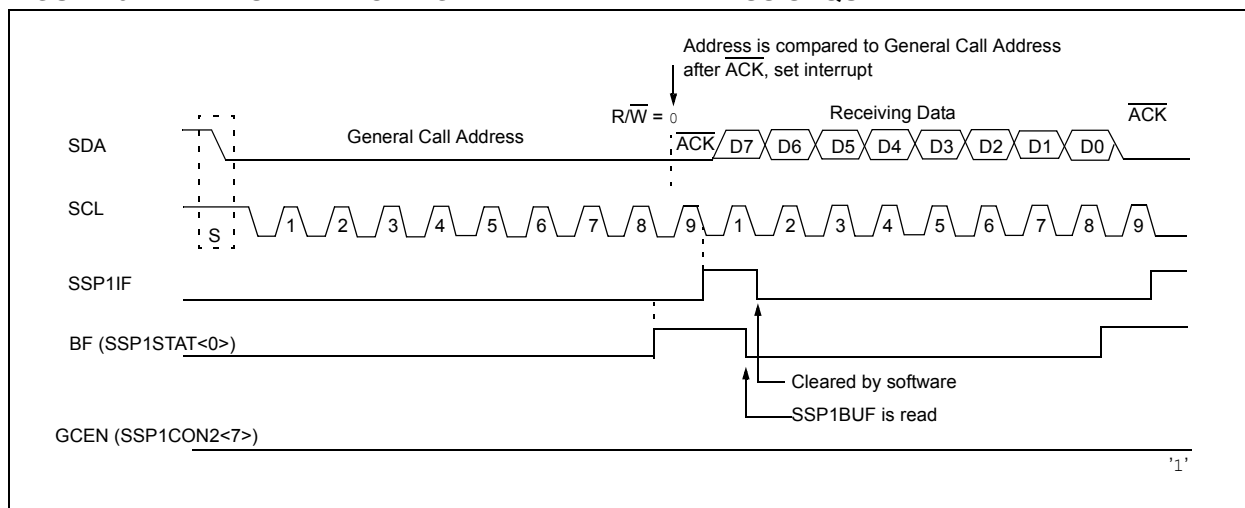 Address is compared to General Call Address
after ACK, set interrupt
R/W = 0
Receiving Data
ACK
SDA
General Call Address
ACK
D7 D6 D5 D4 D3 D2 D1 D0
SCL
S
1 2 3 4 5 6 7 8 9 1 2 3 4 5 6 7 8 9
SSP1IF
BF (SSP1STAT<0>)
Cleared by software
SSP1BUF is read
GCEN (SSP1CON2<7>)
'1'